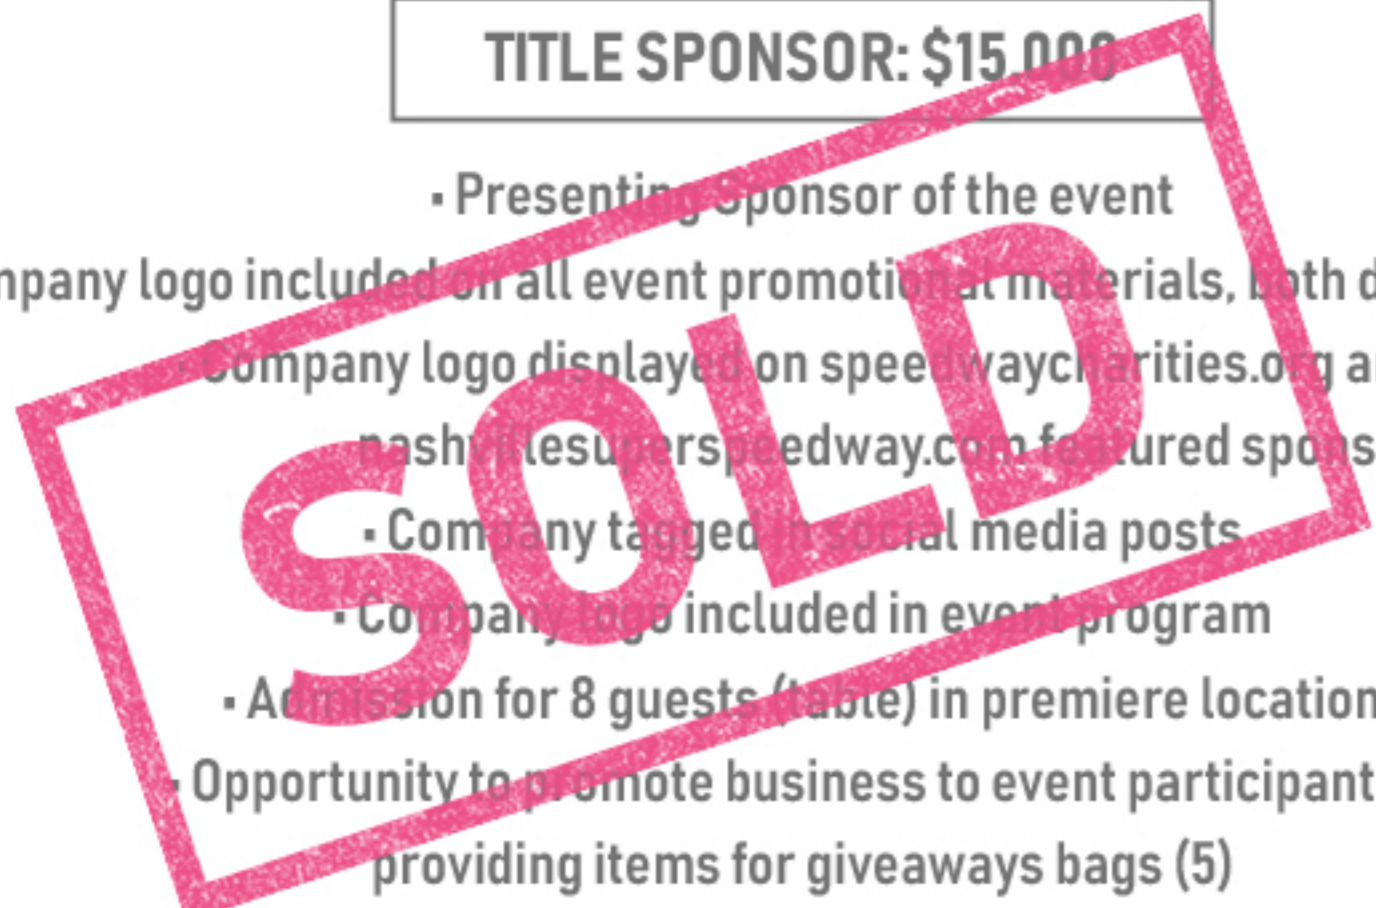 TITLE SPONSOR: $15,000
▪ Presenting Sponsor of the event
mpany logo included on all event promotional materials, both d
▪ Company logo displayed on speedwaycharities.org a
nashvillesuperspeedway.com featured spons
▪ Company tagged in social media posts
▪ Company logo included in event program
▪ Admission for 8 guests (table) in premiere location
▪ Opportunity to promote business to event participant
providing items for giveaways bags (5)
SOLD